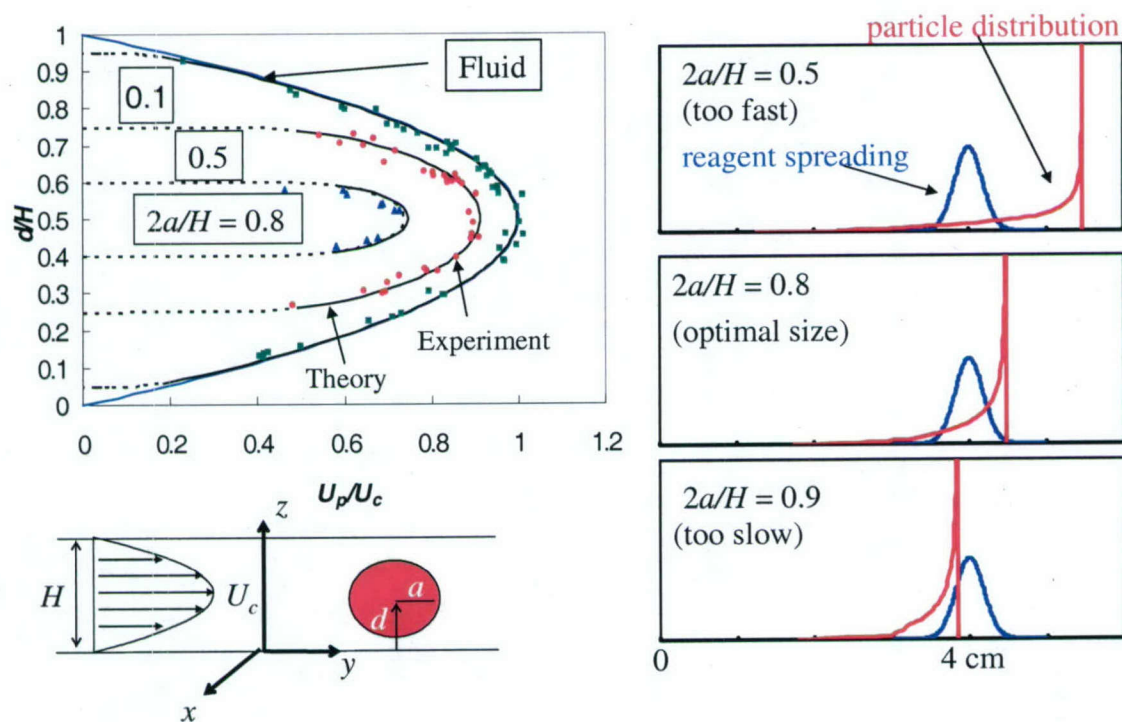 1
0.9
0.8
0.7
0.6
0.5
0.4
0.3
0.2
0.1
0
d/H
0
0.2
0.4
0.6
0.8
1
1.2
U_p/U_c
Fluid
0.1
0.5
2a/H = 0.8
Experiment
Theory
H
U_c
z
y
x
d
a
particle distribution
2a/H = 0.5
(too fast)
reagent spreading
2a/H = 0.8
(optimal size)
2a/H = 0.9
(too slow)
0
4 cm